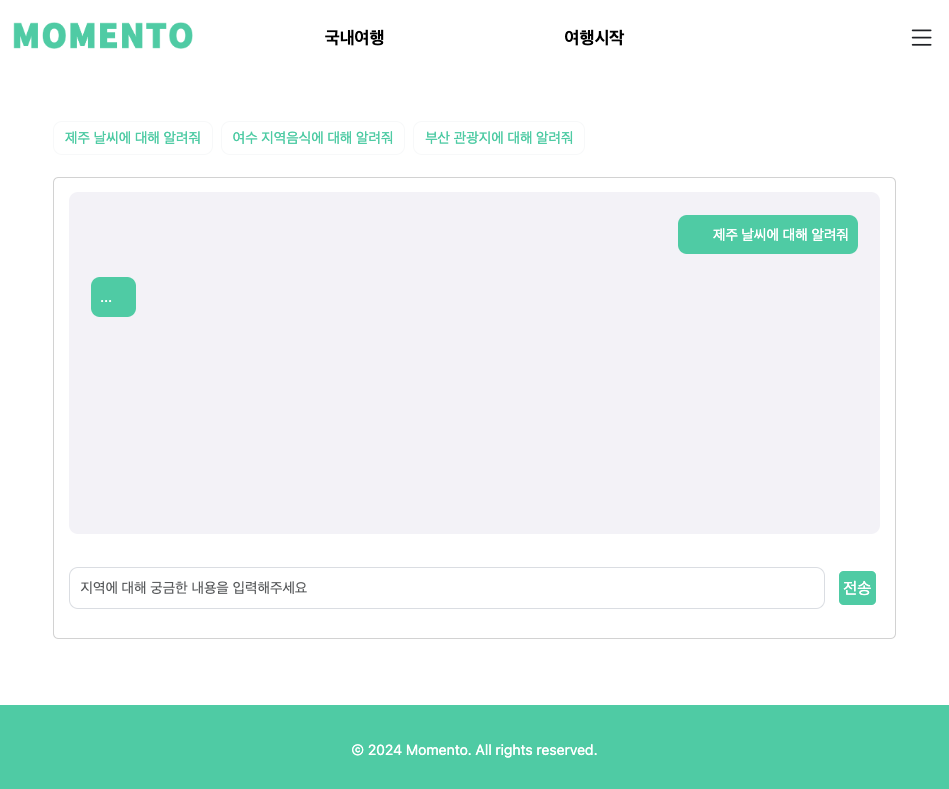 MOMENTO
국내여행
여행시작
제주 날씨에 대해 알려줘
여수 지역음식에 대해 알려줘
부산 관광지에 대해 알려줘
제주 날씨에 대해 알려줘
...
지역에 대해 궁금한 내용을 입력해주세요
전송
© 2024 Momento. All rights reserved.